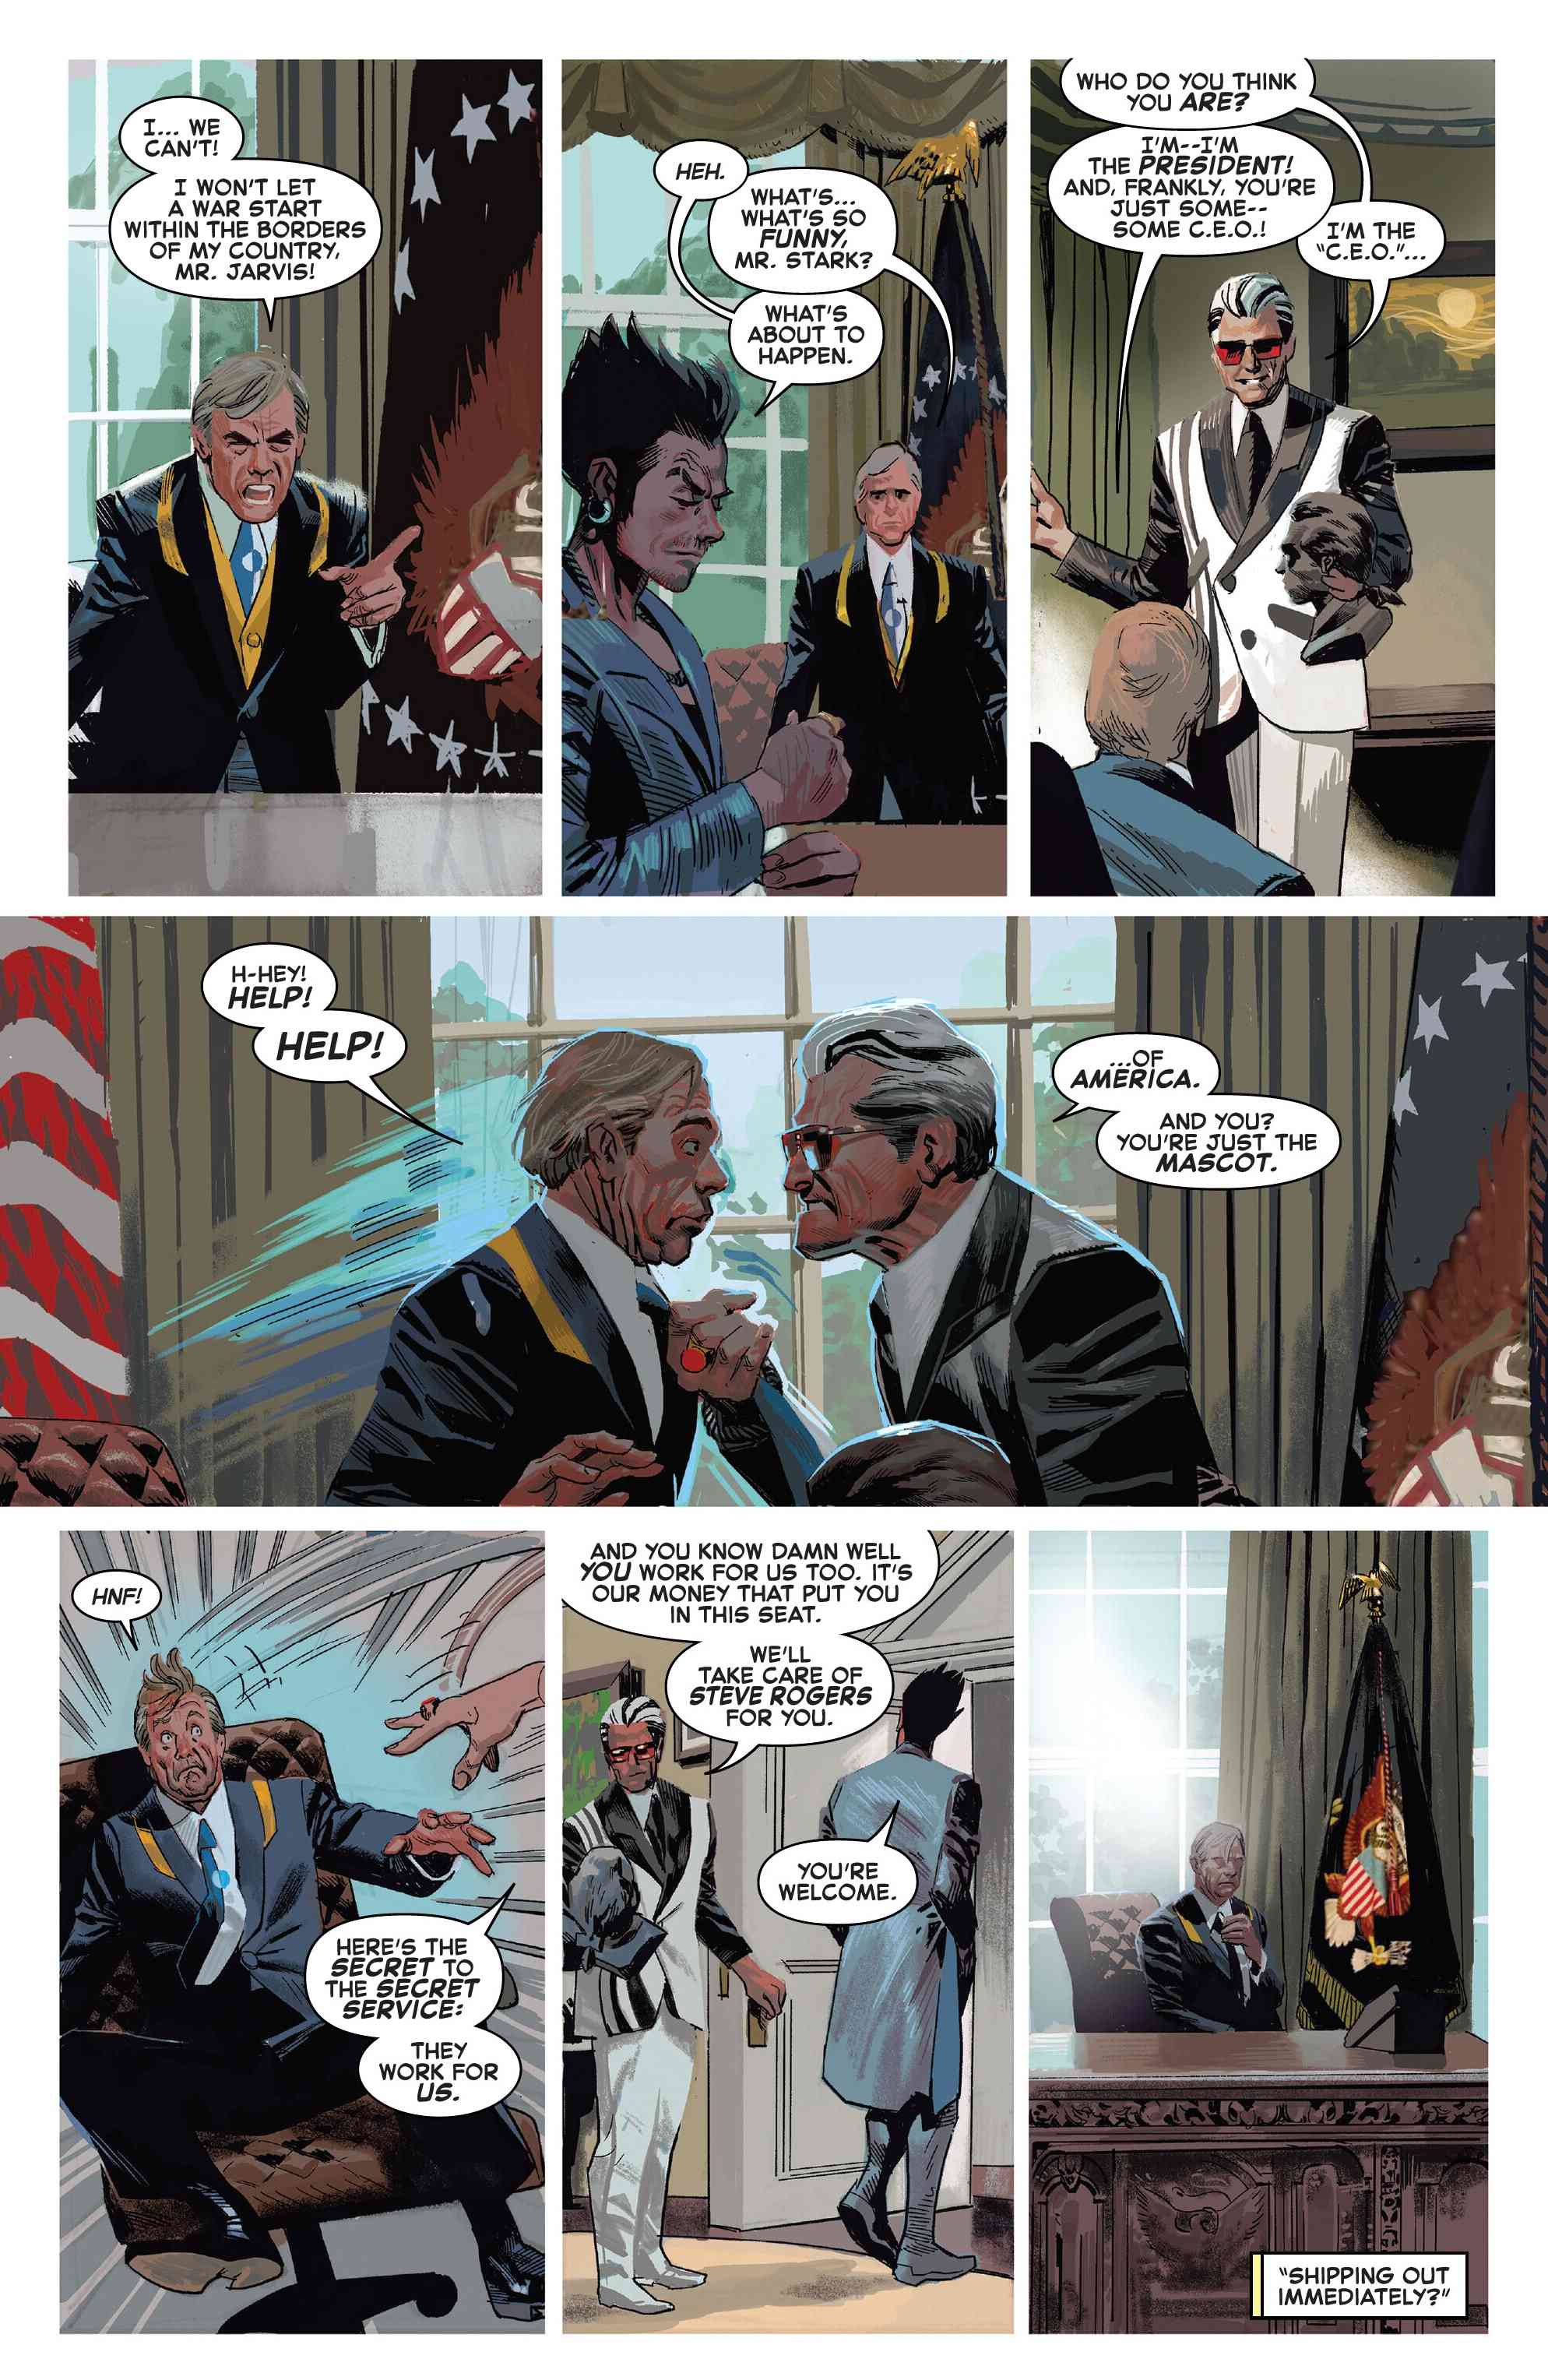 I... WE
CAN'T!
I WON'T LET
A WAR START
WITHIN THE BORDERS
OF MY COUNTRY,
MR. JARVIS!
HEH.
WHAT'S...
WHAT'S SO
FUNNY,
MR. STARK?
WHAT'S
ABOUT TO
HAPPEN.
WHO DO YOU THINK
YOU ARE?
I'M--I'M
THE PRESIDENT!
AND, FRANKLY, YOU'RE
JUST SOME--
SOME C.E.O.!
I'M THE
"C.E.O."...
H-HEY!
HELP!
HELP!
...OF
AMERICA.
AND YOU?
YOU'RE JUST THE
MASCOT.
HNF!
HERE'S THE
SECRET TO
THE SECRET
SERVICE:
THEY
WORK FOR
US.
AND YOU KNOW DAMN WELL
YOU WORK FOR US TOO. IT'S
OUR MONEY THAT PUT YOU
IN THIS SEAT.
WE'LL
TAKE CARE OF
STEVE ROGERS
FOR YOU.
YOU'RE
WELCOME.
"SHIPPING OUT
IMMEDIATELY?"